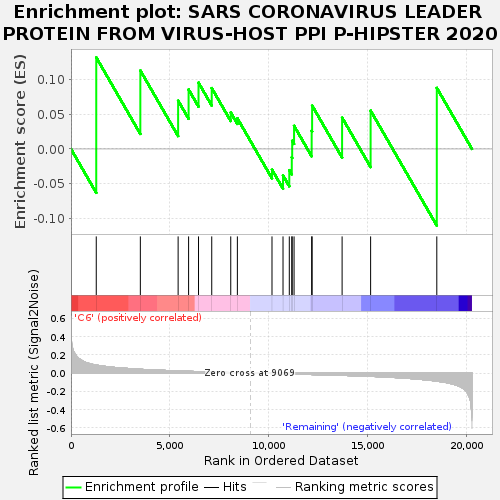 Enrichment plot: SARS CORONAVIRUS LEADER
PROTEIN FROM VIRUS-HOST PPI P-HIPSTER 2020
Enrichment score (ES)
0.10
0.05
0.00
-0.05
-0.10
'C6' (positively correlated)
Ranked list metric (Signal2Noise)
0.6
0.4
0.2
0.0
-0.2
-0.4
-0.6
Zero cross at 9069
'Remaining' (negatively correlated)
0
5,000
10,000
15,000
20,000
Rank in Ordered Dataset
Enrichment profile
Hits
Ranking metric scores